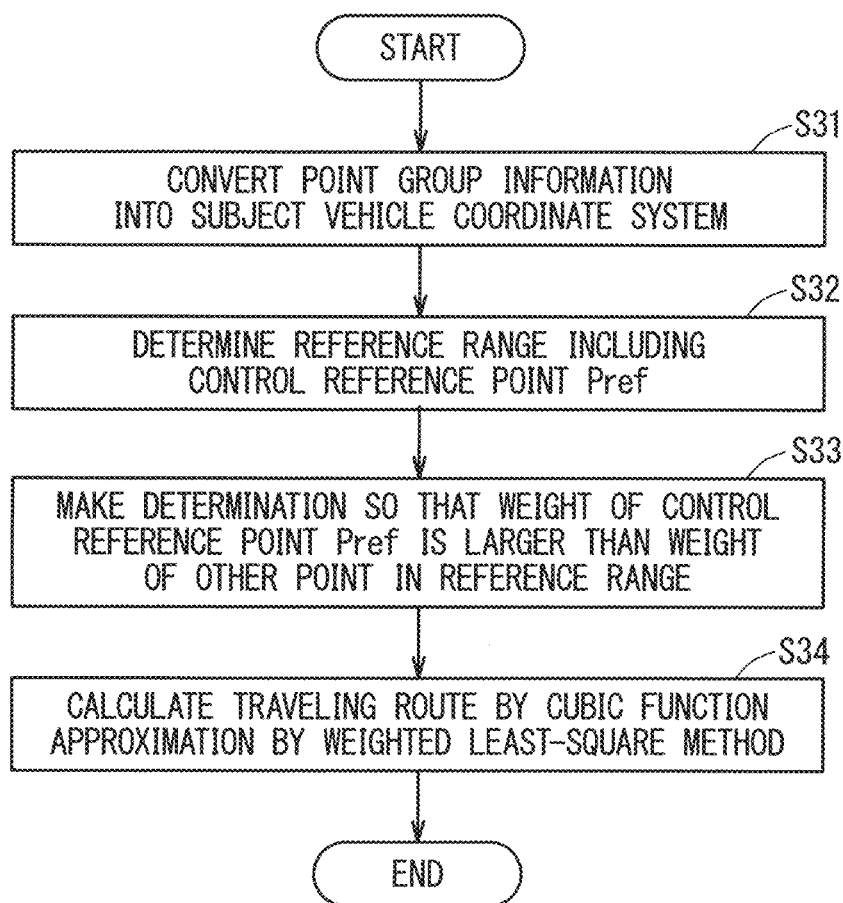 START
S31
CONVERT POINT GROUP INFORMATION
INTO SUBJECT VEHICLE COORDINATE SYSTEM
S32
DETERMINE REFERENCE RANGE INCLUDING
CONTROL REFERENCE POINT Pref
S33
MAKE DETERMINATION SO THAT WEIGHT OF CONTROL
REFERENCE POINT Pref IS LARGER THAN WEIGHT
OF OTHER POINT IN REFERENCE RANGE
S34
CALCULATE TRAVELING ROUTE BY CUBIC FUNCTION
APPROXIMATION BY WEIGHTED LEAST-SQUARE METHOD
END